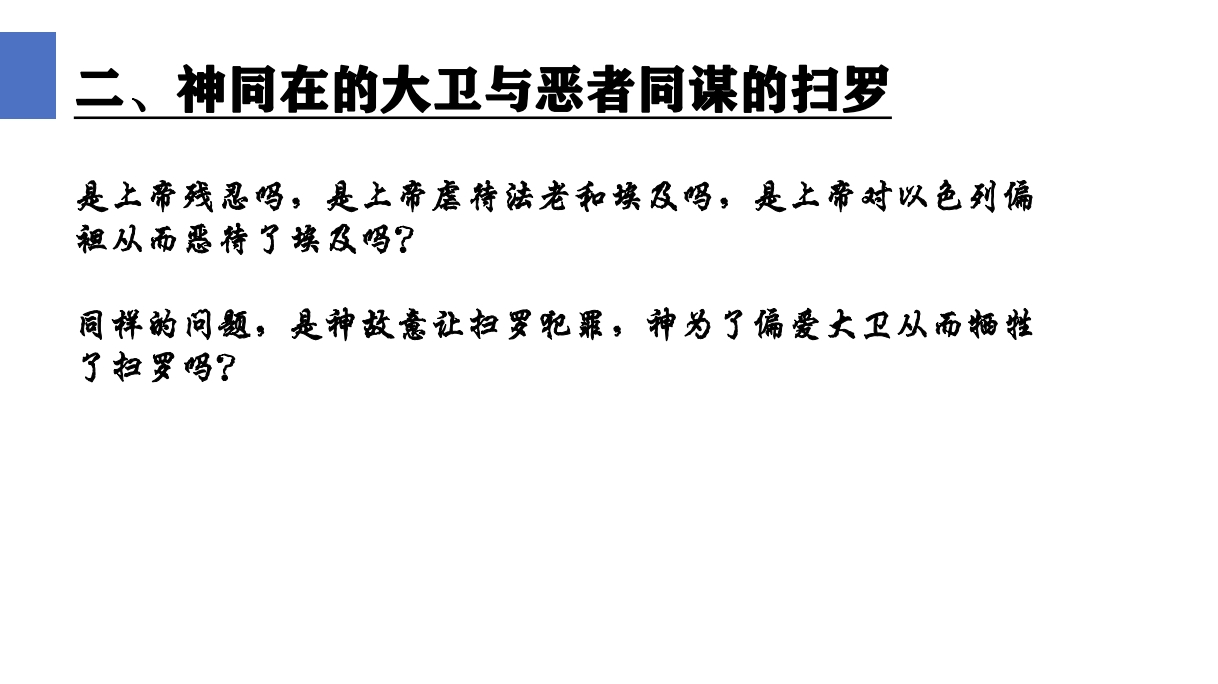 二、神同在的大卫与恶者同谋的扫罗
是上帝残忍吗，是上帝虐待法老和埃及吗，是上帝对以色列偏
袒从而恶待了埃及吗？
同样的问题，是神故意让扫罗犯罪，神为了偏爱大卫从而牺牲
了扫罗吗？